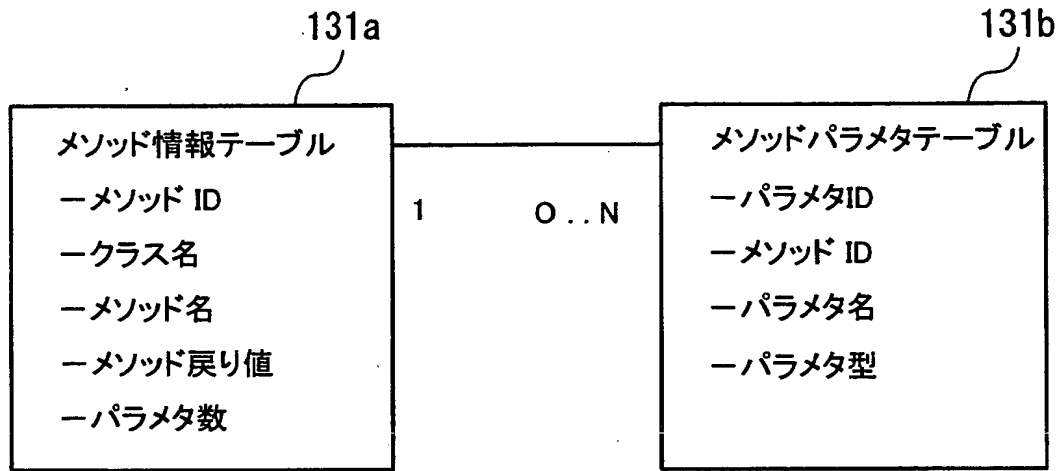 131a
131b
メソッド情報テーブル
ーメソッド ID
ークラス名
ーメソッド名
ーメソッド戻り値
ーパラメタ数
1 0..N
メソッドパラメタテーブル
ーパラメタID
ーメソッド ID
ーパラメタ名
ーパラメタ型